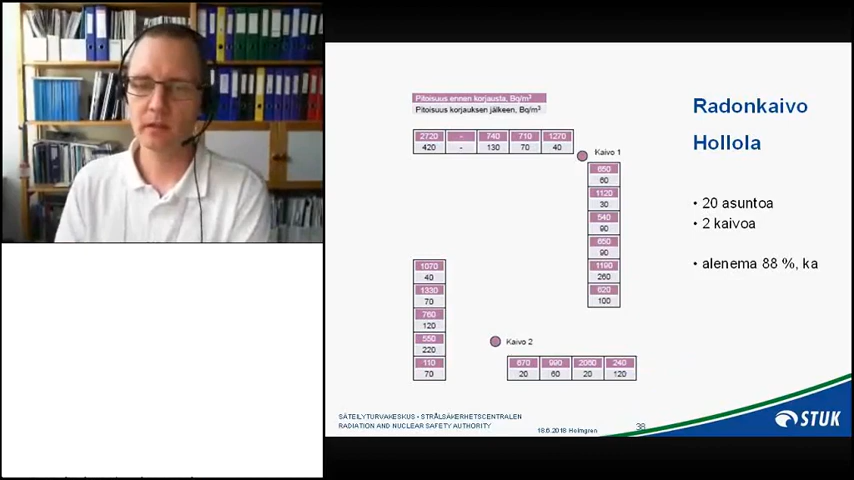 Pitoisuus ennen korjausta, Bq/m³
Pitoisuus korjauksen jälkeen, Bq/m³
2720 - 740 710 1270
420 - 130 70 40
Kaivo 1
650
60
1120
30
540
90
650
90
1190
260
620
100
1070
40
1330
70
760
120
550
220
110
70
Kaivo 2
670 990 2060 240
20 60 20 120
Radonkaivo
Hollola
• 20 asuntoa
• 2 kaivoa
• alenema 88 %, ka
SÄTEILYTURVAKESKUS • STRÅLSÄKERHETSCENTRALEN
RADIATION AND NUCLEAR SAFETY AUTHORITY
18.6.2018 Holmgren
38
STUK